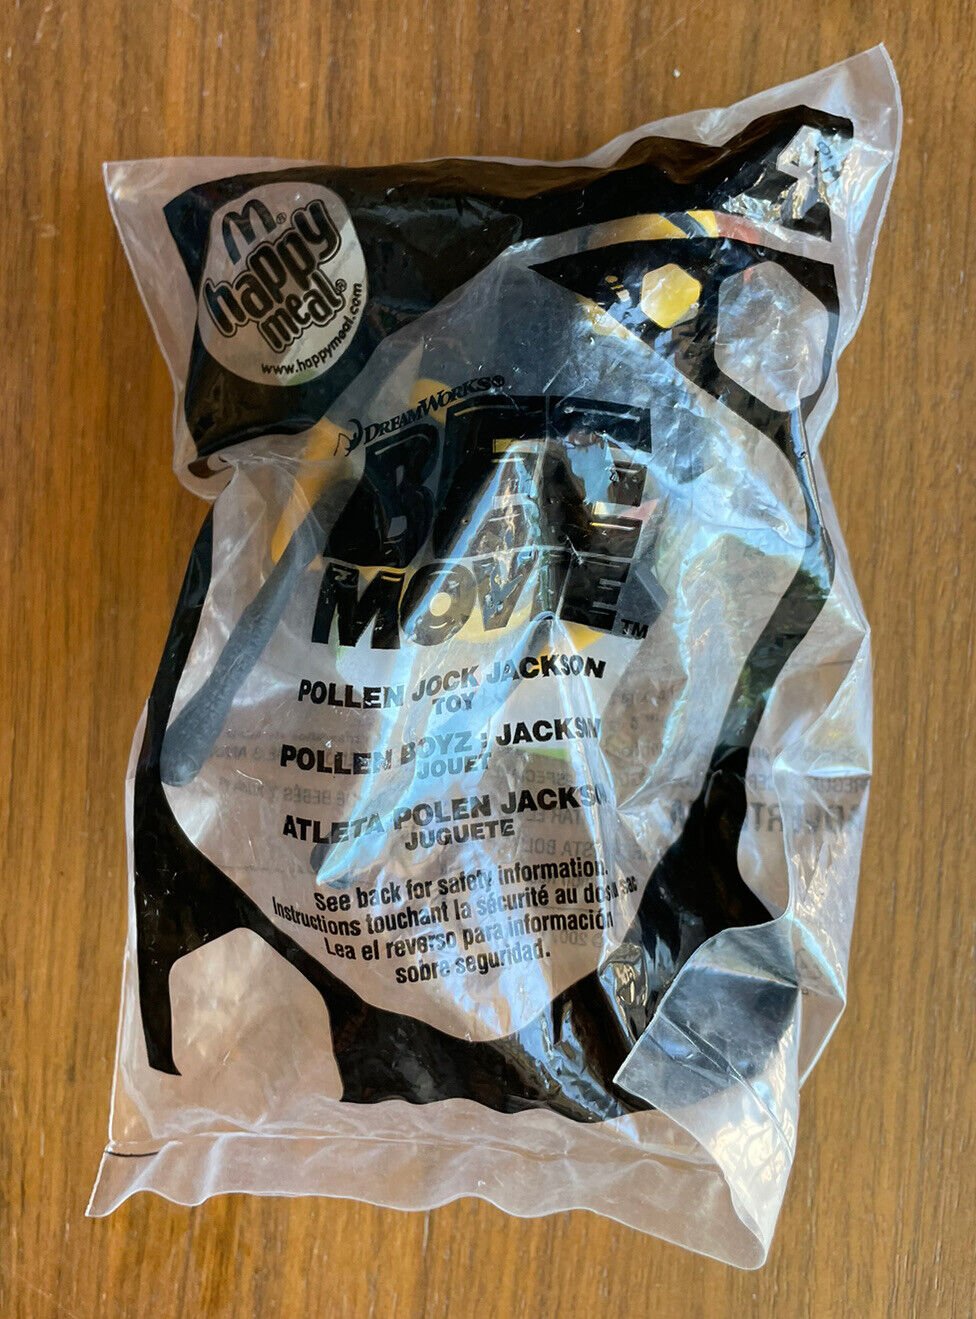 M®
happy
meal®
www.happymeal.com
DREAMWORKS®
BEE
MOVIE™
POLLEN JOCK JACKSON
TOY
POLLEN BOYZ : JACKSON
JOUET
ATLETA POLEN JACKSON
JUGUETE
See back for safety information.
Instructions touchant la sécurité au dos du sac
Lea el reverso para información
sobre seguridad.